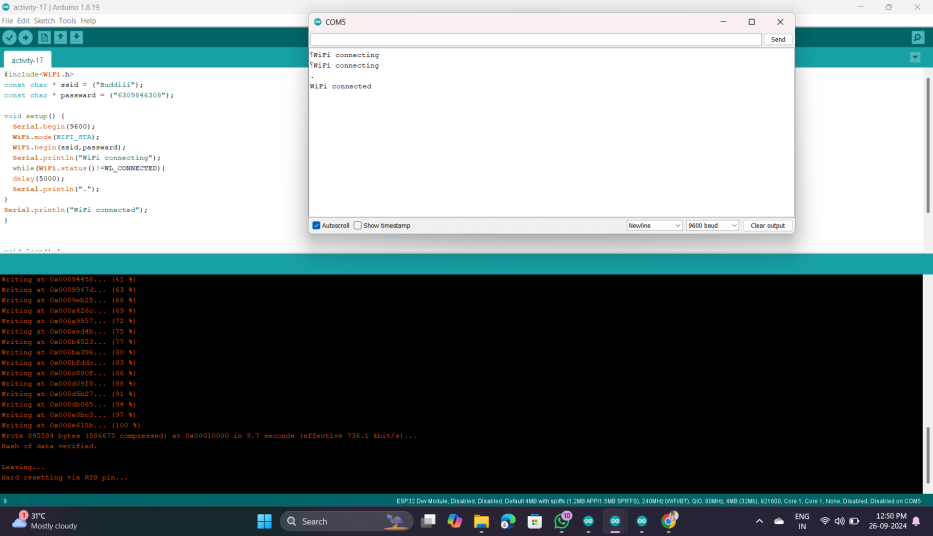 activity-17 | Arduino 1.8.19
File Edit Sketch Tools Help
activity-17
#include<WiFi.h>
const char * ssid = ("Buddiii");
const char * passward = ("6309846308");
void setup() {
Serial.begin(9600);
WiFi.mode(WIFI_STA);
WiFi.begin(ssid,passward);
Serial.println("WiFi connecting");
while(WiFi.status()!=WL_CONNECTED){
delay(5000);
Serial.println(".");
}
Serial.println("WiFi connected");
}
COM5
Send
WiFi connecting
WiFi connecting
.
WiFi connected
Autoscroll Show timestamp
Newline
9600 baud
Clear output
Writing at 0x00094458... (61 %)
Writing at 0x0009967d... (63 %)
Writing at 0x0009eb25... (66 %)
Writing at 0x000a426c... (69 %)
Writing at 0x000a9957... (72 %)
Writing at 0x000aed4b... (75 %)
Writing at 0x000b4523... (77 %)
Writing at 0x000ba396... (80 %)
Writing at 0x000bfddc... (83 %)
Writing at 0x000c800f... (86 %)
Writing at 0x000d09f8... (88 %)
Writing at 0x000d5b27... (91 %)
Writing at 0x000db065... (94 %)
Writing at 0x000e0bc3... (97 %)
Writing at 0x000e610b... (100 %)
Wrote 895504 bytes (586675 compressed) at 0x00010000 in 9.7 seconds (effective 736.1 kbit/s)...
Hash of data verified.
Leaving...
Hard resetting via RTS pin...
9
ESP32 Dev Module, Disabled, Disabled, Default 4MB with spiffs (1.2MB APP/1.5MB SPIFFS), 240MHz (WiFi/BT), QIO, 80MHz, 4MB (32Mb), 921600, Core 1, Core 1, None, Disabled, Disabled on COM5
1
31°C
Mostly cloudy
Search
10
ENG
IN
12:50 PM
26-09-2024